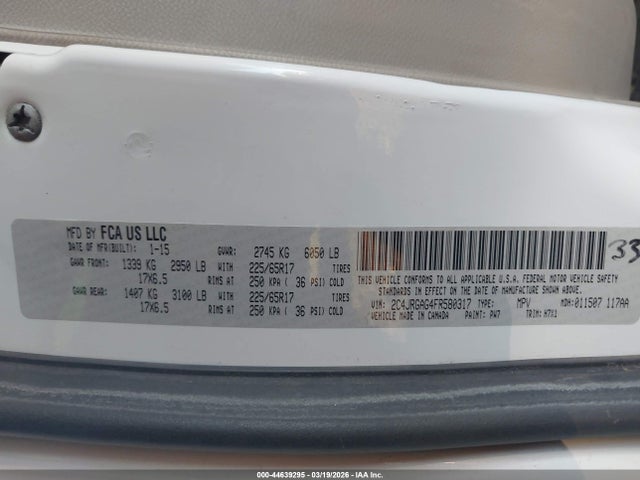 MFD BY FCA US LLC
DATE OF MFR(BUILT): 1-15 GVWR: 2745 KG 6050 LB
GAWR FRONT: 1339 KG 2950 LB WITH 225/65R17 TIRES
17X6.5 RIMS AT 250 KPA ( 36 PSI) COLD
GAWR REAR: 1407 KG 3100 LB WITH 225/65R17 TIRES
17X6.5 RIMS AT 250 KPA ( 36 PSI) COLD
33
THIS VEHICLE CONFORMS TO ALL APPLICABLE U.S.A. FEDERAL MOTOR VEHICLE SAFETY
STANDARDS IN EFFECT ON THE DATE OF MANUFACTURE SHOWN ABOVE.
VIN: 2C4JRGAG4FR580317 TYPE: MPV MDH: 011507 117AA
VEHICLE MADE IN CANADA PAINT: PW7 TRIM:
000-44639295 - 03/19/2026 - IAA Inc.